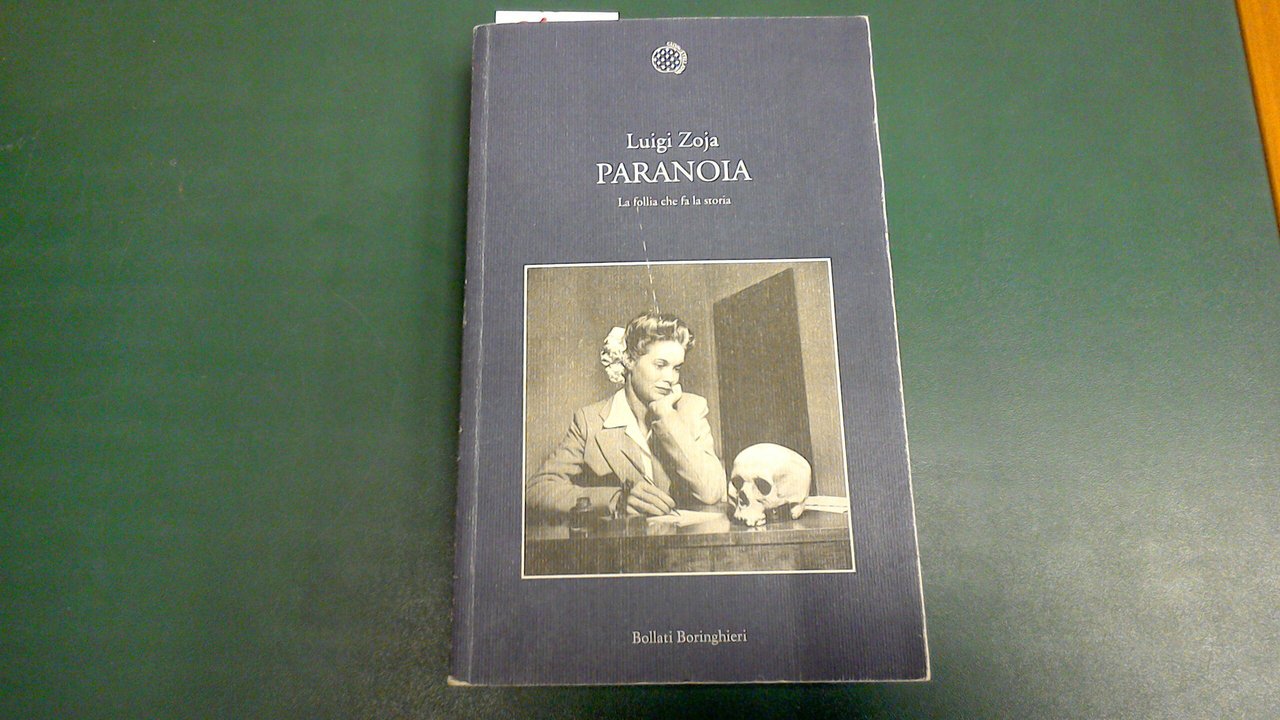 Luigi Zoja
PARANOIA
La follia che fa la storia
Bollati Boringhieri